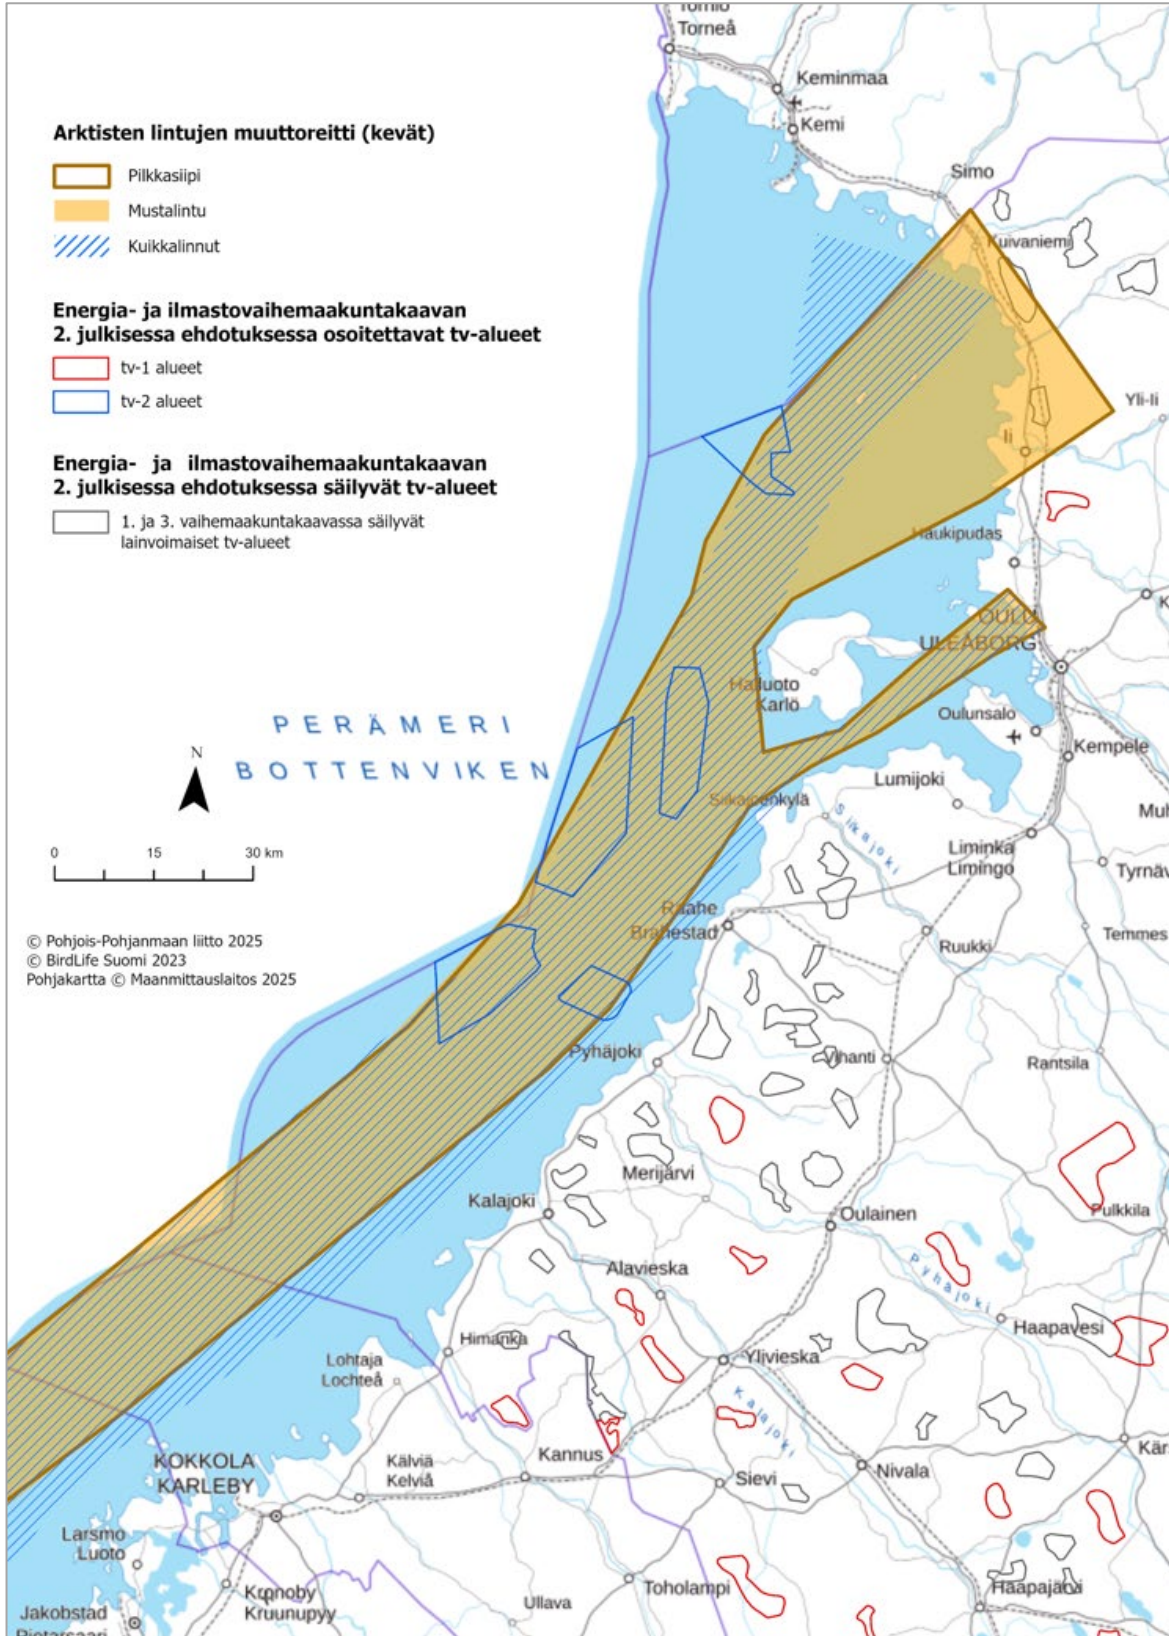 Tornio
Torneå
Keminmaa
Kemi
Simo
Kuivaniemi
Arktisten lintujen muuttoreitti (kevät)
Pilkkasiipi
Mustalintu
Kuikkalinnut
Energia- ja ilmastovaihemaakuntakaavan
2. julkisessa ehdotuksessa osoitettavat tv-alueet
tv-1 alueet
tv-2 alueet
Energia- ja ilmastovaihemaakuntakaavan
2. julkisessa ehdotuksessa säilyvät tv-alueet
1. ja 3. vaihemaakuntakaavassa säilyvät
lainvoimaiset tv-alueet
Yli-Ii
Ii
Haukipudas
K
OULU
ULEÅBORG
Hailuoto
Karlö
Oulunsalo
Kempele
PERÄMERI
BOTTENVIKEN
N
0 15 30 km
Lumijoki
Siikajoenkylä
Siikajoki
Muh
Liminka
Limingo
Tyrnäv
Raahe
Brahestad
Ruukki
Temmes
© Pohjois-Pohjanmaan liitto 2025
© BirdLife Suomi 2023
Pohjakartta © Maanmittauslaitos 2025
Pyhäjoki
Vihanti
Rantsila
Merijärvi
Kalajoki
Oulainen
Pulkkila
Alavieska
Pyhäjoki
Haapavesi
Himanka
Lohtaja
Lochteå
Ylivieska
Kalajoki
KOKKOLA
KARLEBY
Kälviä
Kelviå
Kannus
Sievi
Nivala
Kär
Larsmo
Luoto
Kronoby
Kruunupyy
Ullava
Toholampi
Haapajärvi
Jakobstad
Pietarsaari